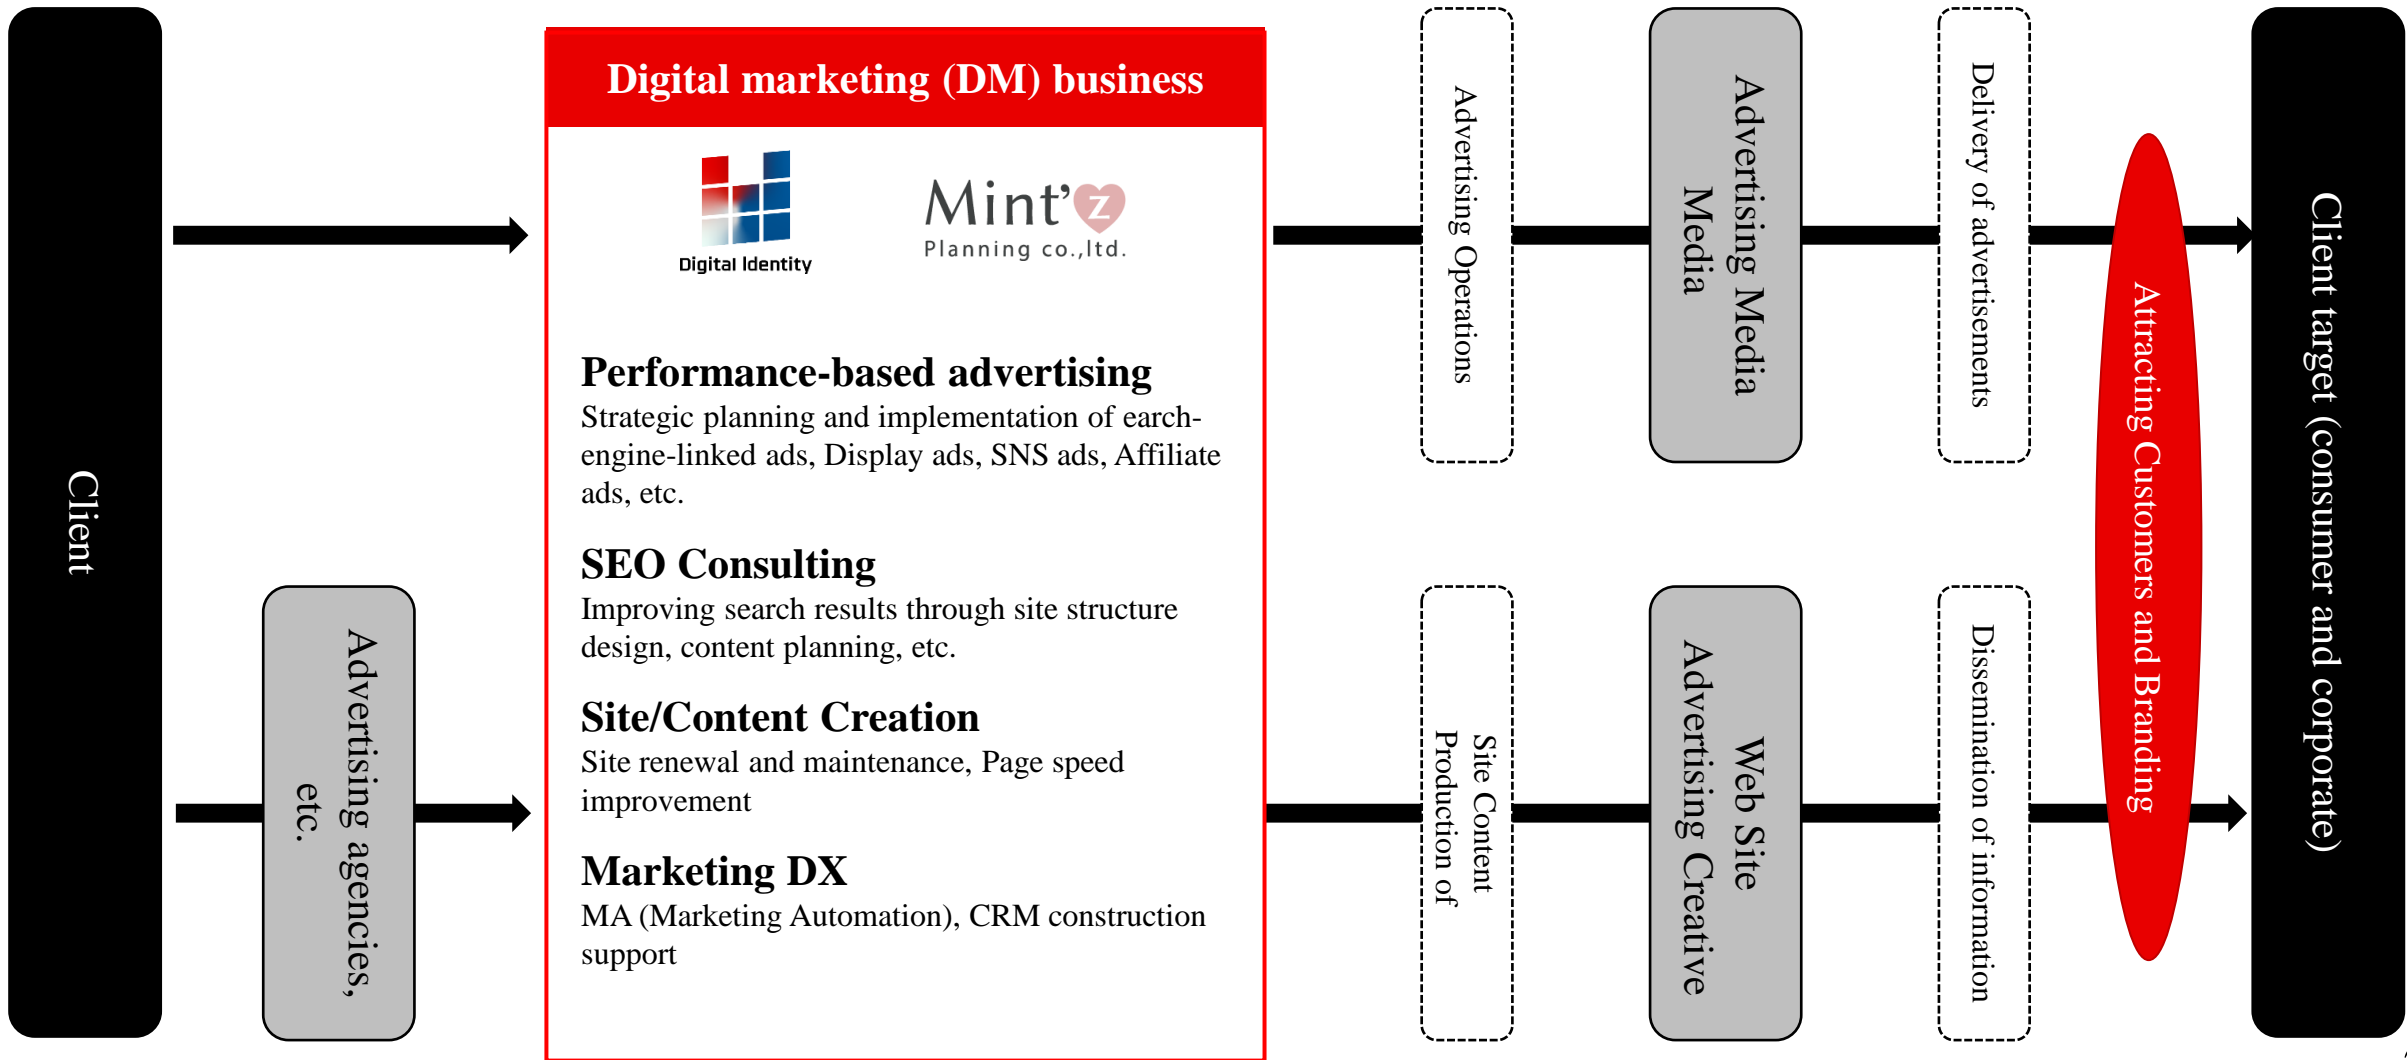 Client
Advertising agencies,
etc.
Digital marketing (DM) business
Digital Identity
Mint'z
Planning co.,ltd.
Performance-based advertising
Strategic planning and implementation of earch-
engine-linked ads, Display ads, SNS ads, Affiliate
ads, etc.
SEO Consulting
Improving search results through site structure
design, content planning, etc.
Site/Content Creation
Site renewal and maintenance, Page speed
improvement
Marketing DX
MA (Marketing Automation), CRM construction
support
Advertising Operations
Advertising Media
Media
Delivery of advertisements
Site Content
Production of
Web Site
Advertising Creative
Dissemination of information
Attracting Customers and Branding
Client target (consumer and corporate)